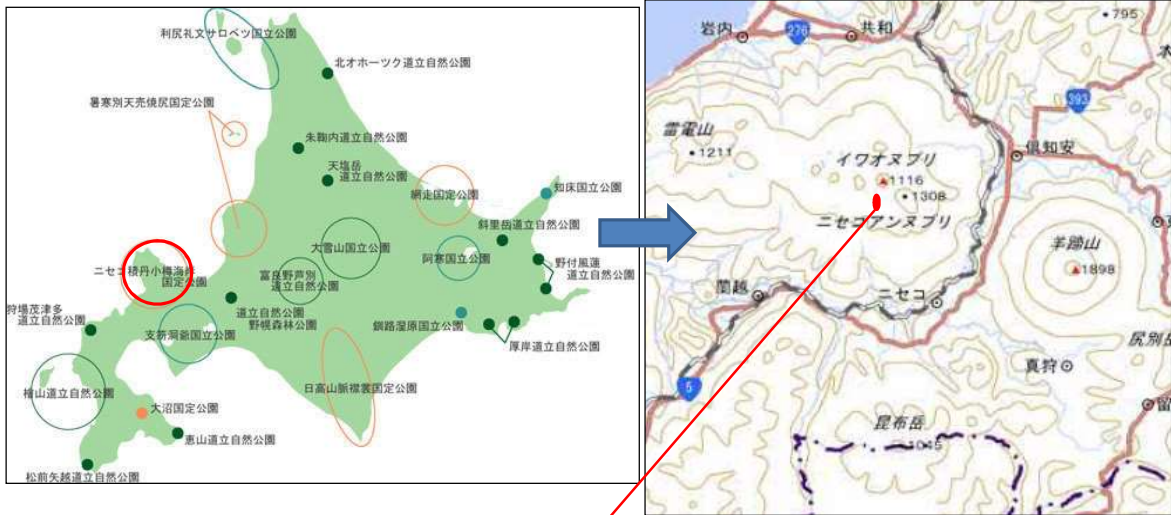 利尻礼文サロベツ国立公園
北オホーツク道立自然公園
暑寒別天売焼尻国定公園
朱鞠内道立自然公園
天塩岳
道立自然公園
網走国定公園
知床国立公園
斜里岳道立自然公園
大雪山国立公園
阿寒国立公園
野付風蓮
道立自然公園
ニセコ積丹小樽海岸
国定公園
富良野芦別
道立自然公園
狩場茂津多
道立自然公園
道立自然公園
野幌森林公園
支笏洞爺国立公園
釧路湿原国立公園
厚岸道立自然公園
日高山脈襟裳国定公園
檜山道立自然公園
大沼国定公園
恵山道立自然公園
松前矢越道立自然公園
岩内
276
共和
795
393
雷電山
1211
イワオヌプリ
1116
1308
ニセコアンヌプリ
倶知安
羊蹄山
1898
蘭越
ニセコ
尻別岳
真狩
5
留
昆布岳
1045